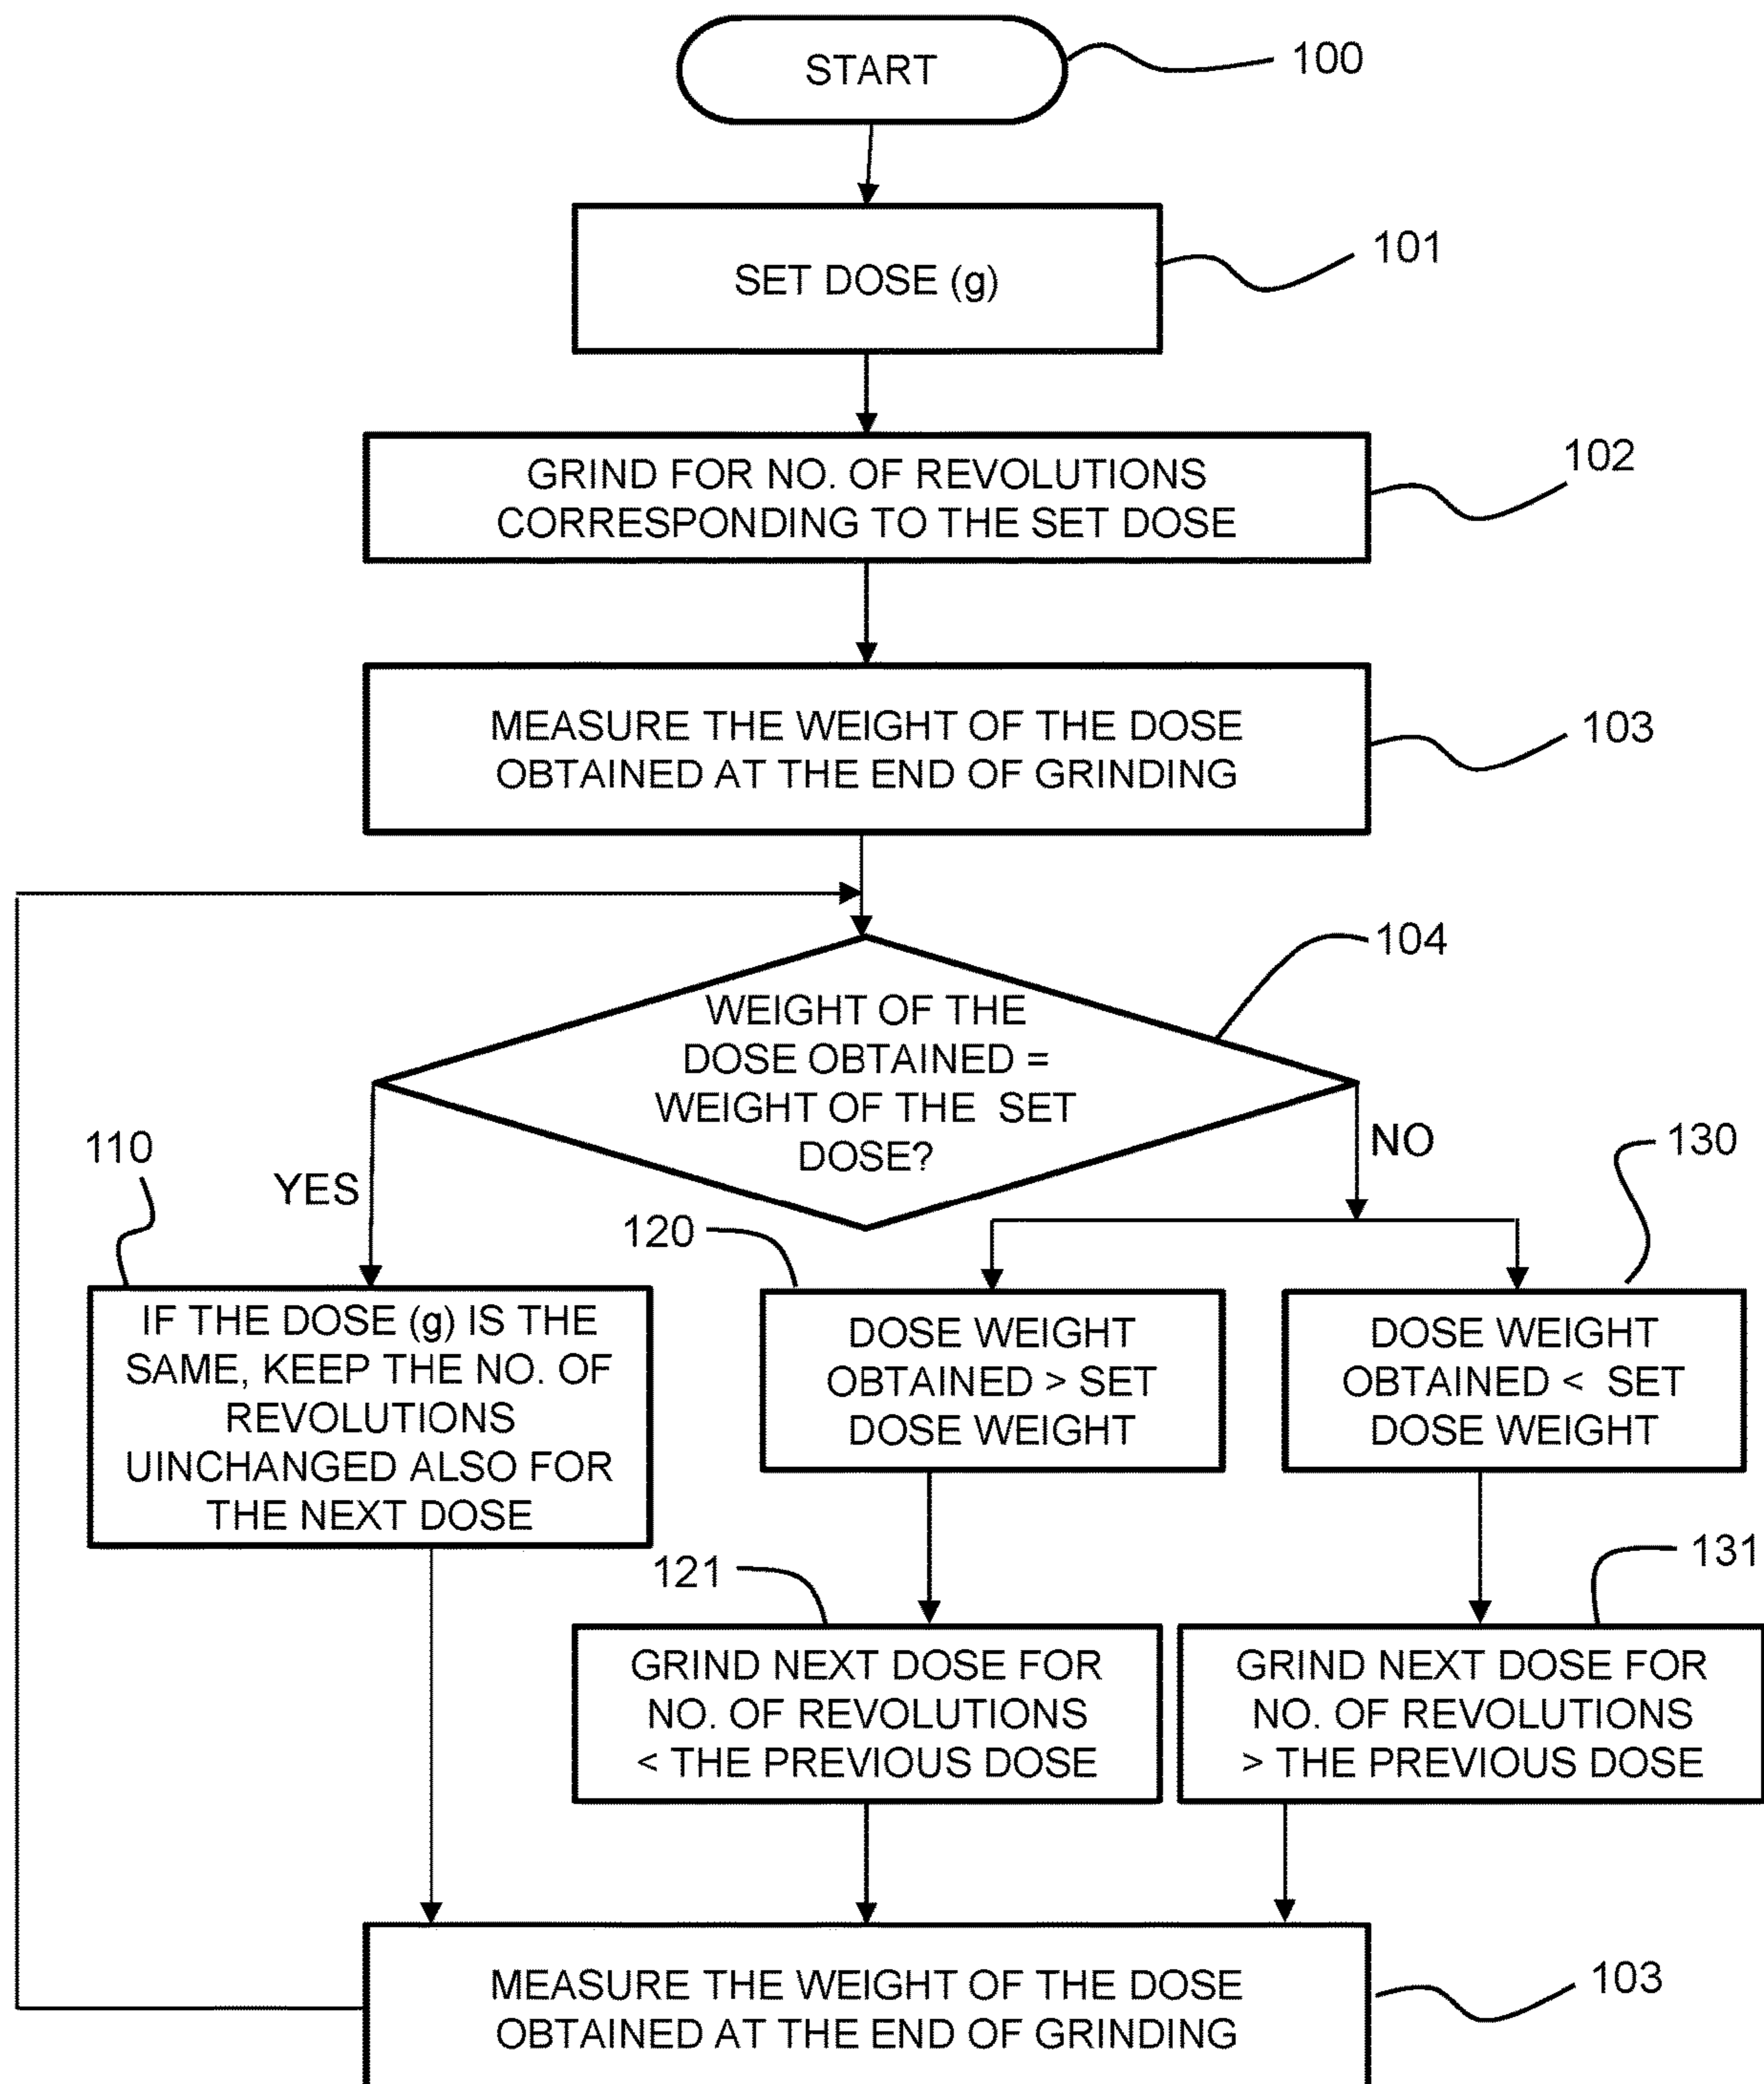 START
100
SET DOSE (g)
101
GRIND FOR NO. OF REVOLUTIONS
CORRESPONDING TO THE SET DOSE
102
MEASURE THE WEIGHT OF THE DOSE
OBTAINED AT THE END OF GRINDING
103
104
WEIGHT OF THE
DOSE OBTAINED =
WEIGHT OF THE SET
DOSE?
110
YES
NO
130
120
IF THE DOSE (g) IS THE
SAME, KEEP THE NO. OF
REVOLUTIONS
UINCHANGED ALSO FOR
THE NEXT DOSE
DOSE WEIGHT
OBTAINED > SET
DOSE WEIGHT
DOSE WEIGHT
OBTAINED < SET
DOSE WEIGHT
121
131
GRIND NEXT DOSE FOR
NO. OF REVOLUTIONS
< THE PREVIOUS DOSE
GRIND NEXT DOSE FOR
NO. OF REVOLUTIONS
> THE PREVIOUS DOSE
MEASURE THE WEIGHT OF THE DOSE
OBTAINED AT THE END OF GRINDING
103